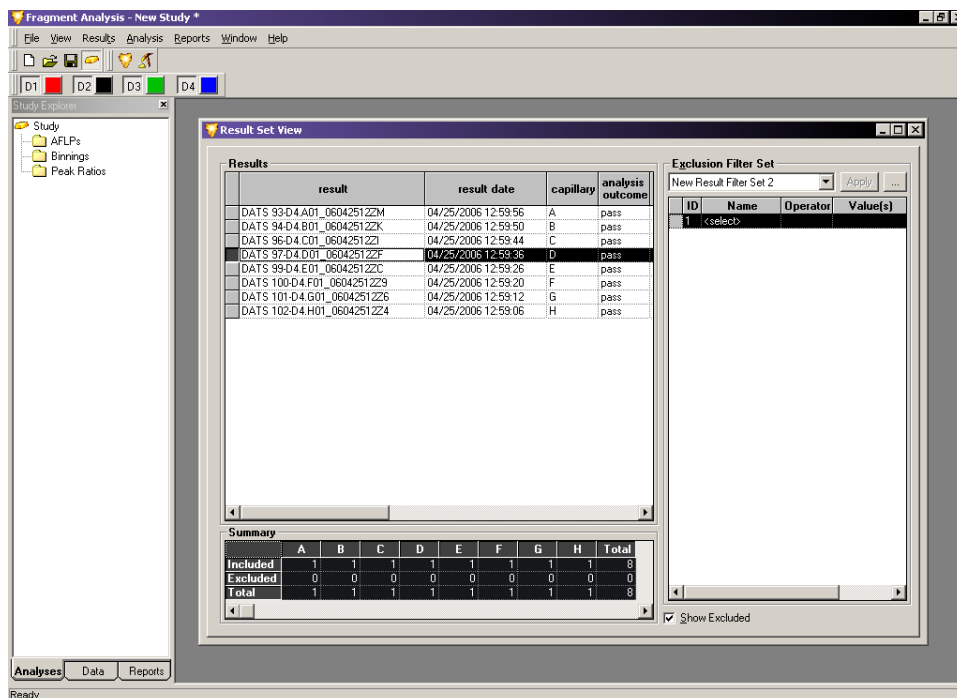 Fragment Analysis - New Study *
File View Results Analysis Reports Window Help
D1 D2 D3 D4
Study Explorer
Study
AFLPs
Binnings
Peak Ratios
Result Set View
Results
result result date capillary analysis outcome
DATS 93-D4.A01_06042512ZM 04/25/2006 12:59:56 A pass
DATS 94-D4.B01_06042512ZK 04/25/2006 12:59:50 B pass
DATS 96-D4.C01_06042512ZI 04/25/2006 12:59:44 C pass
DATS 97-D4.D01_06042512ZF 04/25/2006 12:59:36 D pass
DATS 99-D4.E01_06042512ZC 04/25/2006 12:59:26 E pass
DATS 100-D4.F01_06042512Z9 04/25/2006 12:59:20 F pass
DATS 101-D4.G01_06042512Z6 04/25/2006 12:59:12 G pass
DATS 102-D4.H01_06042512Z4 04/25/2006 12:59:06 H pass
Exclusion Filter Set
New Result Filter Set 2 Apply ...
ID Name Operator Value(s)
1 <select>
Summary
A B C D E F G H Total
Included 1 1 1 1 1 1 1 1 8
Excluded 0 0 0 0 0 0 0 0 0
Total 1 1 1 1 1 1 1 1 8
Show Excluded
Analyses Data Reports
Ready